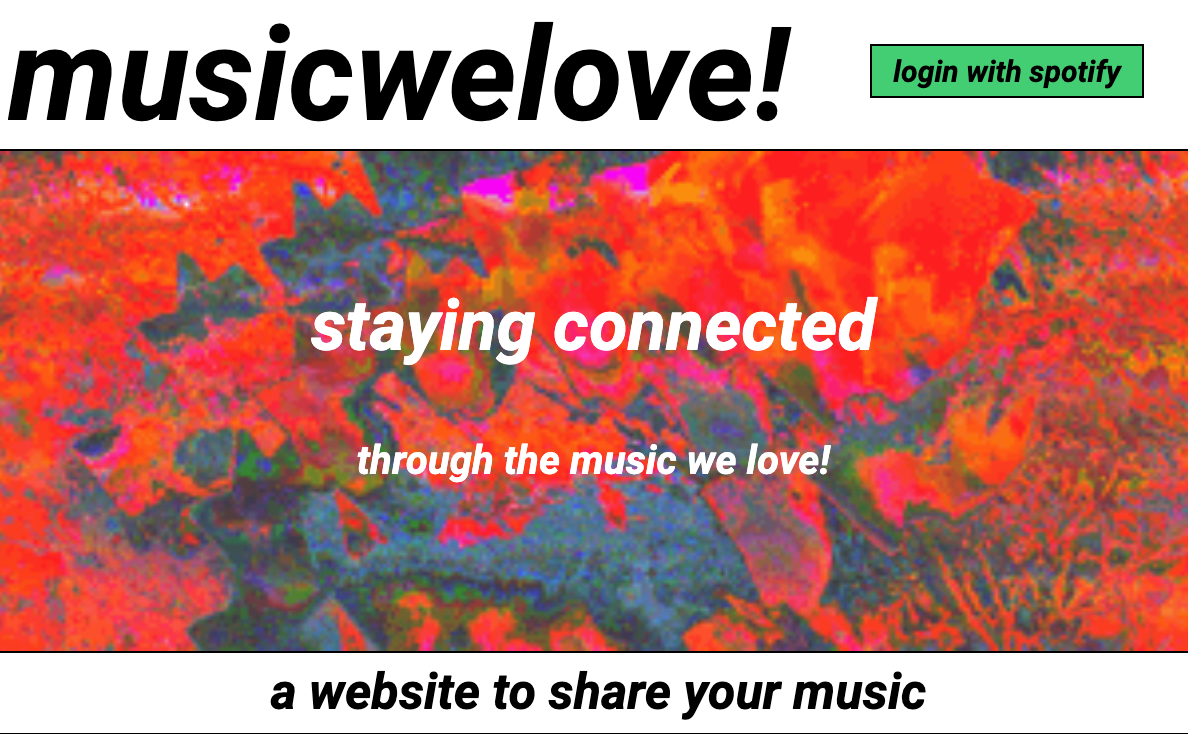 musicwelove!
login with spotify
staying connected
through the music we love!
a website to share your music